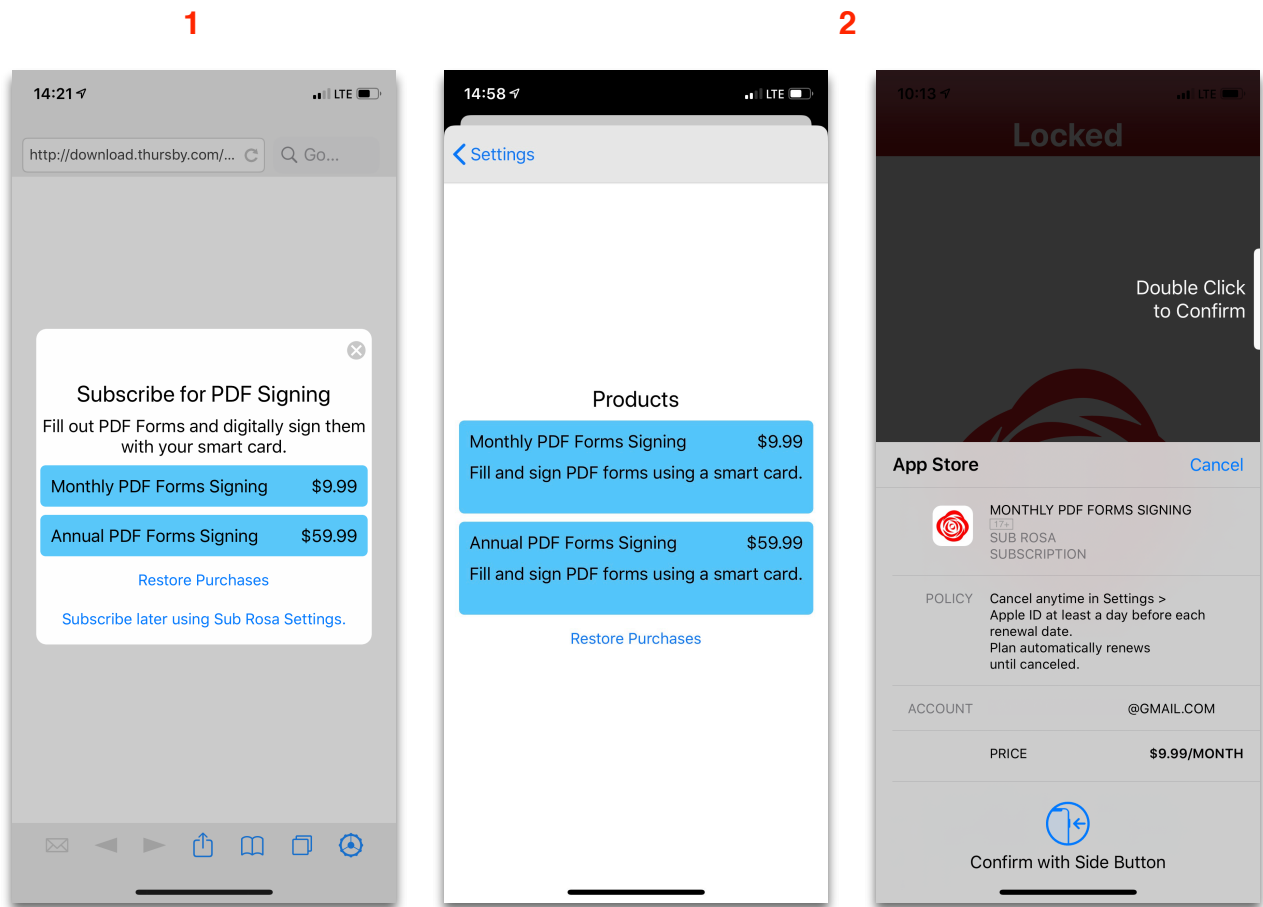 1
2
14:21
LTE
http://download.thursby.com/...
Go...
Subscribe for PDF Signing
Fill out PDF Forms and digitally sign them
with your smart card.
Monthly PDF Forms Signing $9.99
Annual PDF Forms Signing $59.99
Restore Purchases
Subscribe later using Sub Rosa Settings.
14:58
LTE
Settings
Products
Monthly PDF Forms Signing $9.99
Fill and sign PDF forms using a smart card.
Annual PDF Forms Signing $59.99
Fill and sign PDF forms using a smart card.
Restore Purchases
10:13
LTE
Locked
Double Click
to Confirm
App Store Cancel
MONTHLY PDF FORMS SIGNING
17+
SUB ROSA
SUBSCRIPTION
POLICY Cancel anytime in Settings >
Apple ID at least a day before each
renewal date.
Plan automatically renews
until canceled.
ACCOUNT @GMAIL.COM
PRICE $9.99/MONTH
Confirm with Side Button